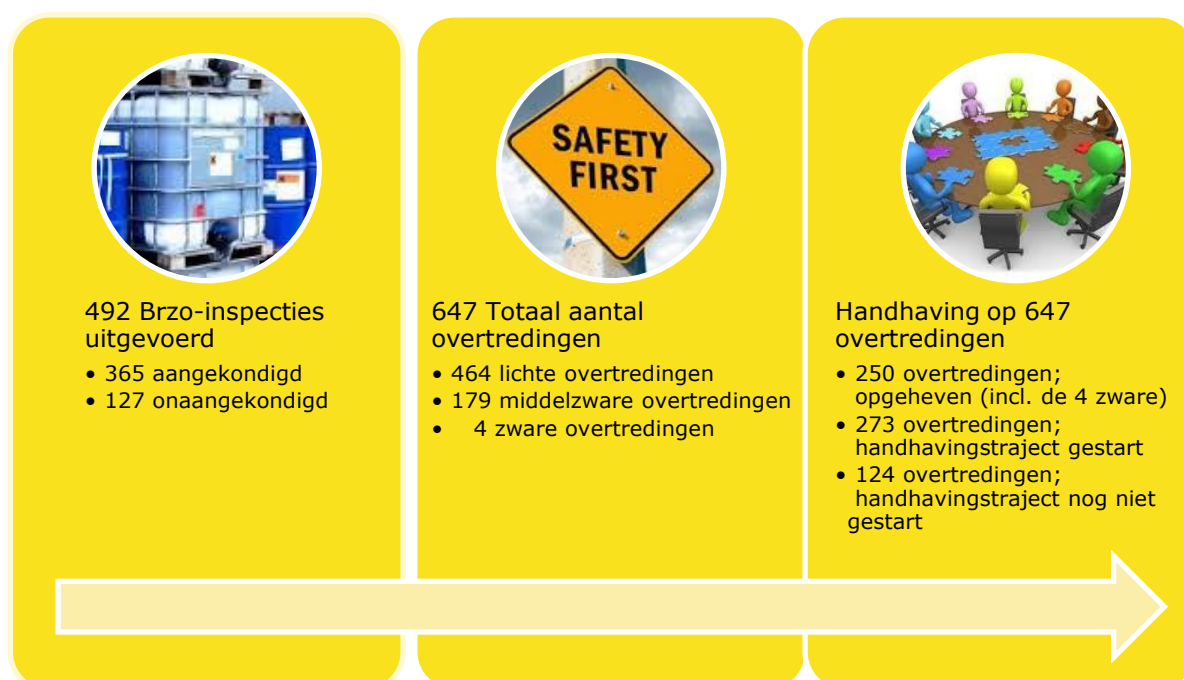 SAFETY
FIRST
492 Brzo-inspecties
uitgevoerd
• 365 aangekondigd
• 127 onaangekondigd
647 Totaal aantal
overtredingen
• 464 lichte overtredingen
• 179 middelzware overtredingen
• 4 zware overtredingen
Handhaving op 647
overtredingen
• 250 overtredingen;
opgeheven (incl. de 4 zware)
• 273 overtredingen;
handhavingstraject gestart
• 124 overtredingen;
handhavingstraject nog niet
gestart